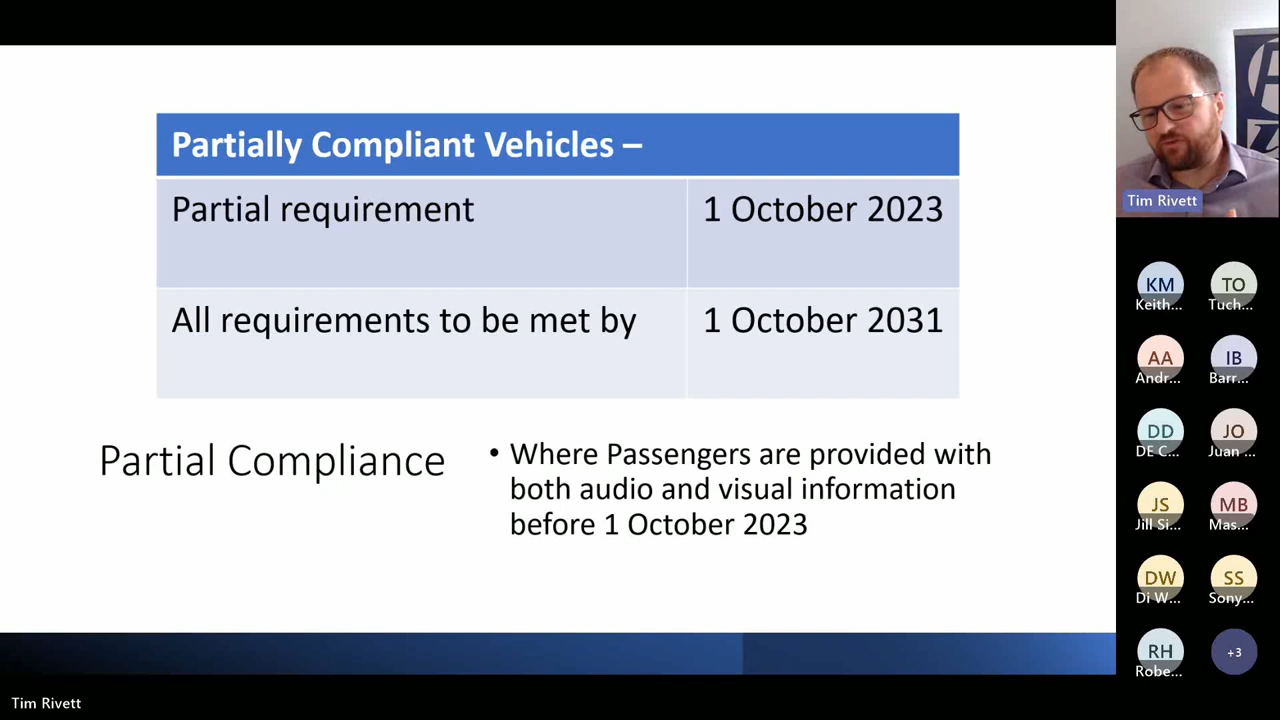 Partially Compliant Vehicles –
Partial requirement
1 October 2023
All requirements to be met by
1 October 2031
Partial Compliance
• Where Passengers are provided with
both audio and visual information
before 1 October 2023
Tim Rivett
KM
Keith...
TO
Tuch...
AA
Andr...
IB
Barr...
DD
DE C...
JO
Juan ...
JS
Jill Si...
MB
Mas...
DW
Di W...
SS
Sony...
RH
Robe...
+3
Tim Rivett